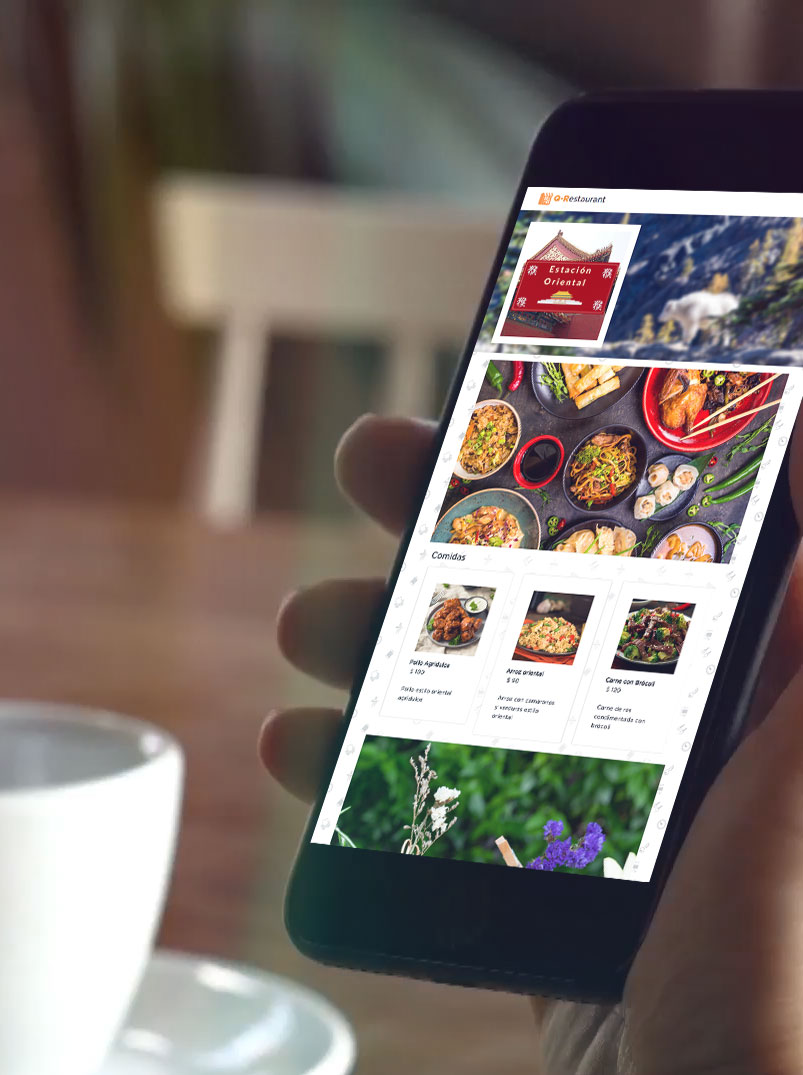 Q-Restaurant
Estación
Oriental
Comidas
Pollo Agridulce
$ 100
Pollo estilo oriental
agridulce
Arroz oriental
$ 90
Arroz con camarones
y verduras estilo
oriental
Carne con Brócoli
$ 120
Carne de res
condimentada con
brócoli